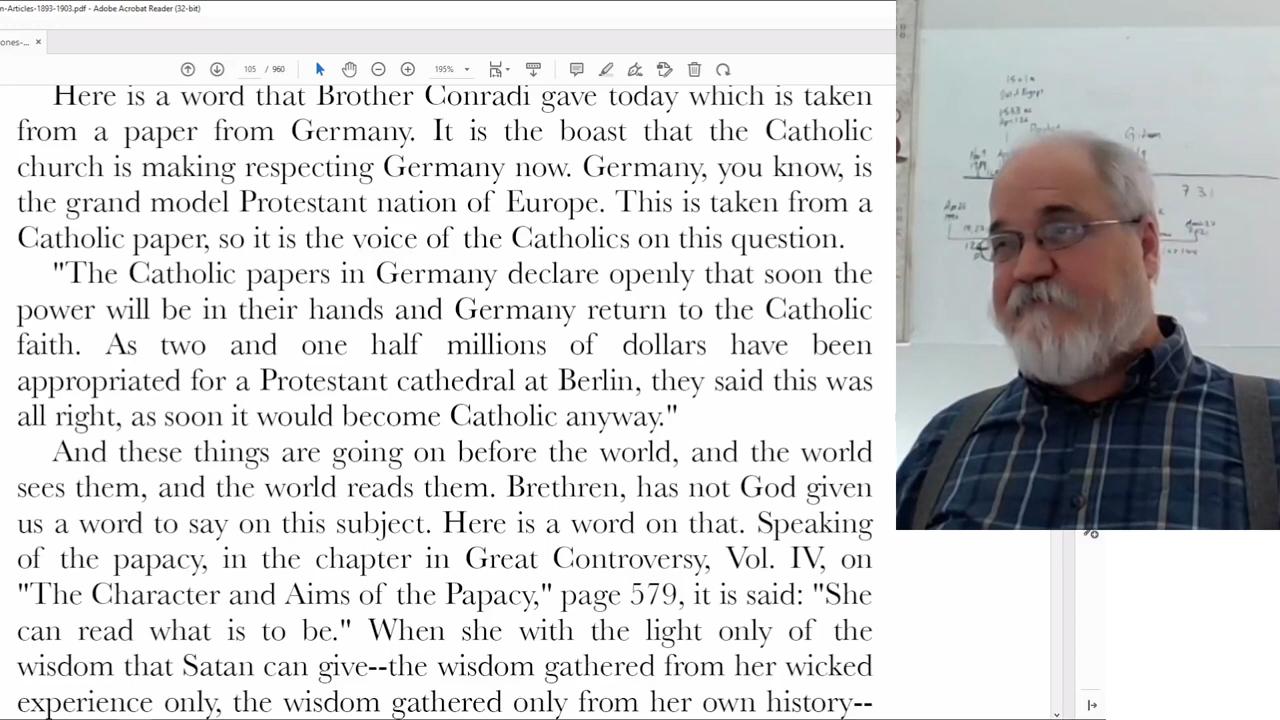 n-Articles-1893-1903.pdf - Adobe Acrobat Reader (32-bit)
ones-... ×
105 / 960
195%
Here is a word that Brother Conradi gave today which is taken
from a paper from Germany. It is the boast that the Catholic
church is making respecting Germany now. Germany, you know, is
the grand model Protestant nation of Europe. This is taken from a
Catholic paper, so it is the voice of the Catholics on this question.
"The Catholic papers in Germany declare openly that soon the
power will be in their hands and Germany return to the Catholic
faith. As two and one half millions of dollars have been
appropriated for a Protestant cathedral at Berlin, they said this was
all right, as soon it would become Catholic anyway."
And these things are going on before the world, and the world
sees them, and the world reads them. Brethren, has not God given
us a word to say on this subject. Here is a word on that. Speaking
of the papacy, in the chapter in Great Controversy, Vol. IV, on
"The Character and Aims of the Papacy," page 579, it is said: "She
can read what is to be." When she with the light only of the
wisdom that Satan can give--the wisdom gathered from her wicked
experience only, the wisdom gathered only from her own history--
731